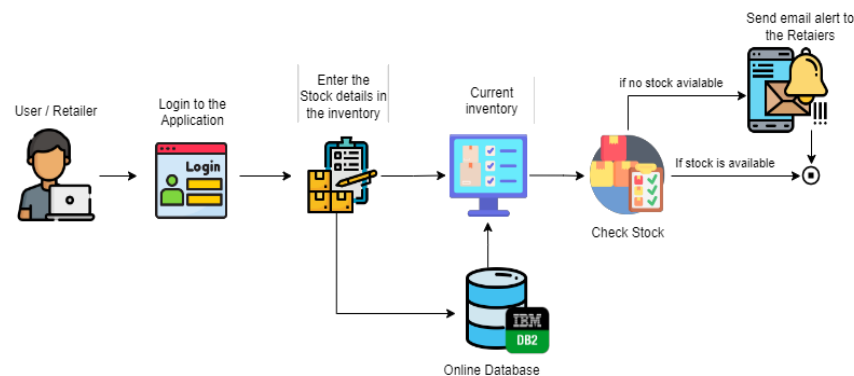 Send email alert to
the Retaiers
Enter the
Stock details in
the inventory
Current
inventory
if no stock avialable
Login to the
Application
User / Retailer
Login
If stock is available
Check Stock
IBM
DB2
Online Database